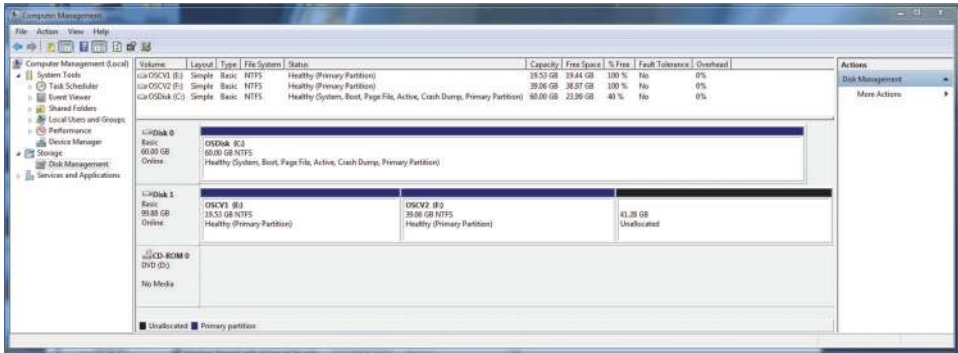 Computer Management
File Action View Help
Computer Management (Local)
System Tools
Task Scheduler
Event Viewer
Shared Folders
Local Users and Groups
Performance
Device Manager
Storage
Disk Management
Services and Applications
Volume Layout Type File System Status Capacity Free Space % Free Fault Tolerance Overhead
OSCV1 (E:) Simple Basic NTFS Healthy (Primary Partition) 19.53 GB 19.44 GB 100 % No 0%
OSCV2 (F:) Simple Basic NTFS Healthy (Primary Partition) 39.06 GB 38.97 GB 100 % No 0%
OSDisk (C:) Simple Basic NTFS Healthy (System, Boot, Page File, Active, Crash Dump, Primary Partition) 60.00 GB 23.99 GB 40 % No 0%
Disk 0
Basic
60.00 GB
Online
OSDisk (C:)
60.00 GB NTFS
Healthy (System, Boot, Page File, Active, Crash Dump, Primary Partition)
Disk 1
Basic
99.88 GB
Online
OSCV1 (E:)
19.53 GB NTFS
Healthy (Primary Partition)
OSCV2 (F:)
39.06 GB NTFS
Healthy (Primary Partition)
41.28 GB
Unallocated
CD-ROM 0
DVD (D:)
No Media
Unallocated Primary partition
Actions
Disk Management
More Actions